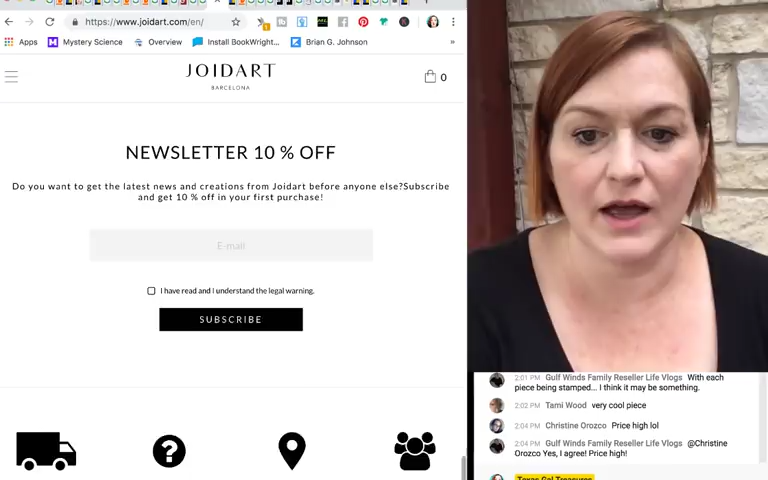 https://www.joidart.com/en/
Apps
Mystery Science
Overview
Install BookWright...
Brian G. Johnson
»
JOIDART
BARCELONA
0
NEWSLETTER 10 % OFF
Do you want to get the latest news and creations from Joidart before anyone else?Subscribe
and get 10 % off in your first purchase!
E-mail
I have read and I understand the legal warning.
SUBSCRIBE
2:01 PM Gulf Winds Family Reseller Life Vlogs With each
piece being stamped... I think it may be something.
2:02 PM Tami Wood very cool piece
2:04 PM Christine Orozco Price high lol
2:04 PM Gulf Winds Family Reseller Life Vlogs @Christine
Orozco Yes, I agree! Price high!
Texas Gal Treasures